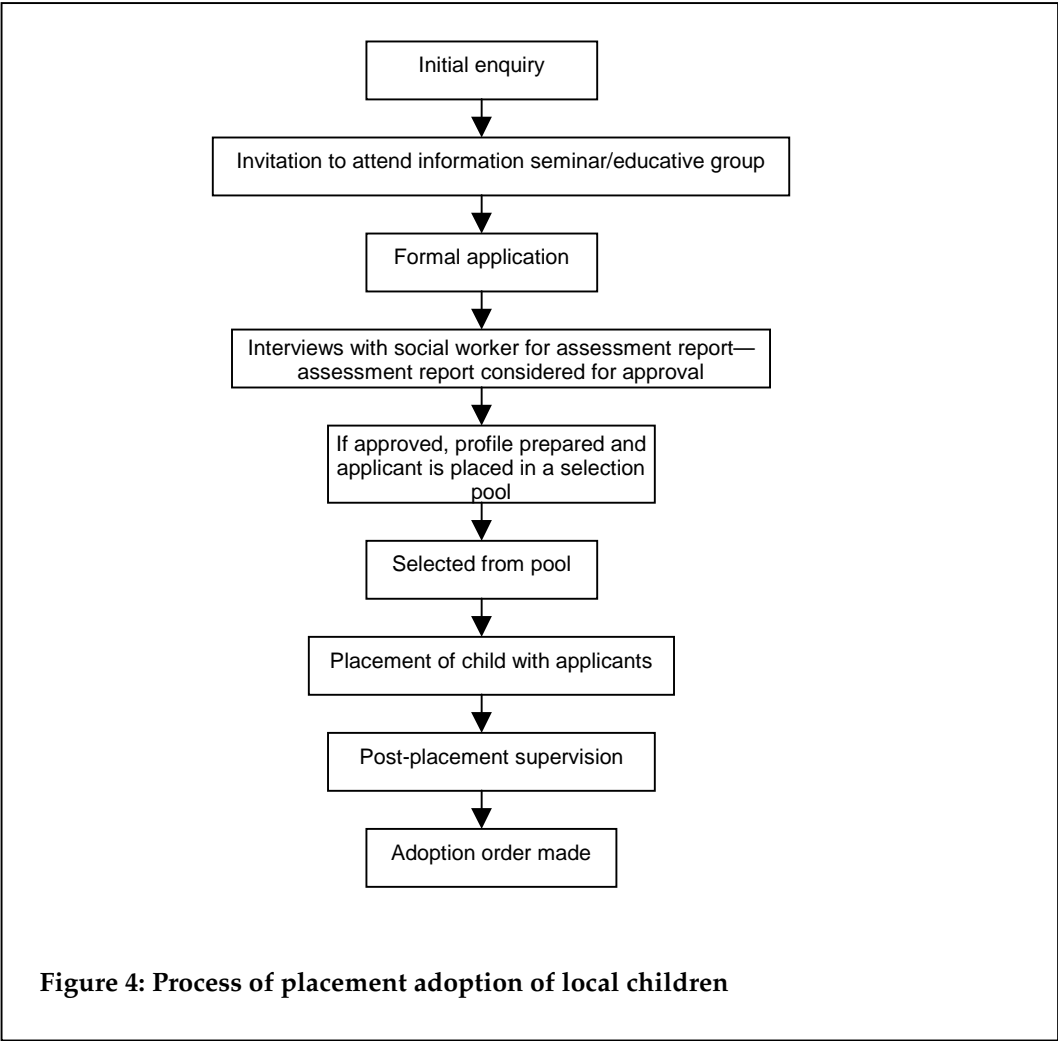 Initial enquiry
Invitation to attend information seminar/educative group
Formal application
Interviews with social worker for assessment report—
assessment report considered for approval
If approved, profile prepared and
applicant is placed in a selection
pool
Selected from pool
Placement of child with applicants
Post-placement supervision
Adoption order made
Figure 4: Process of placement adoption of local children